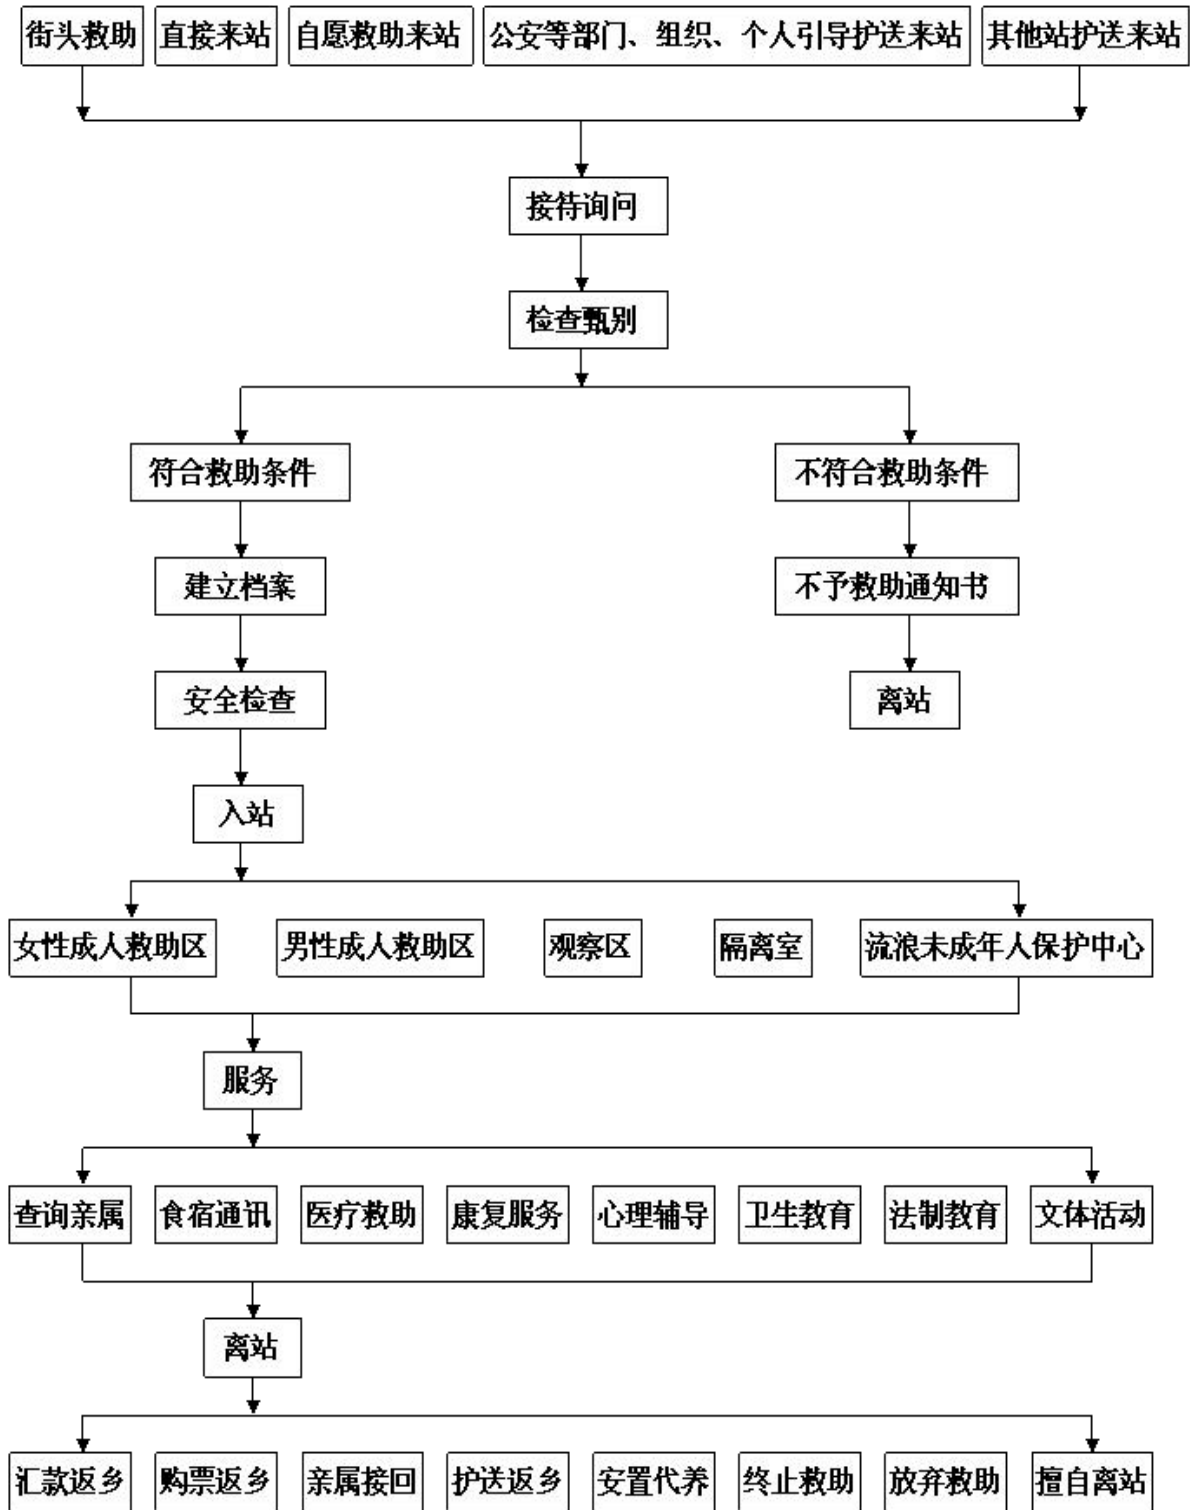 街头救助 直接来站 自愿救助来站 公安等部门、组织、个人引导护送来站 其他站护送来站
接待询问
检查甄别
符合救助条件 不符合救助条件
建立档案 不予救助通知书
安全检查 离站
入站
女性成人救助区 男性成人救助区 观察区 隔离室 流浪未成年人保护中心
服务
查询亲属 食宿通讯 医疗救助 康复服务 心理辅导 卫生教育 法制教育 文体活动
离站
汇款返乡 购票返乡 亲属接回 护送返乡 安置代养 终止救助 放弃救助 擅自离站